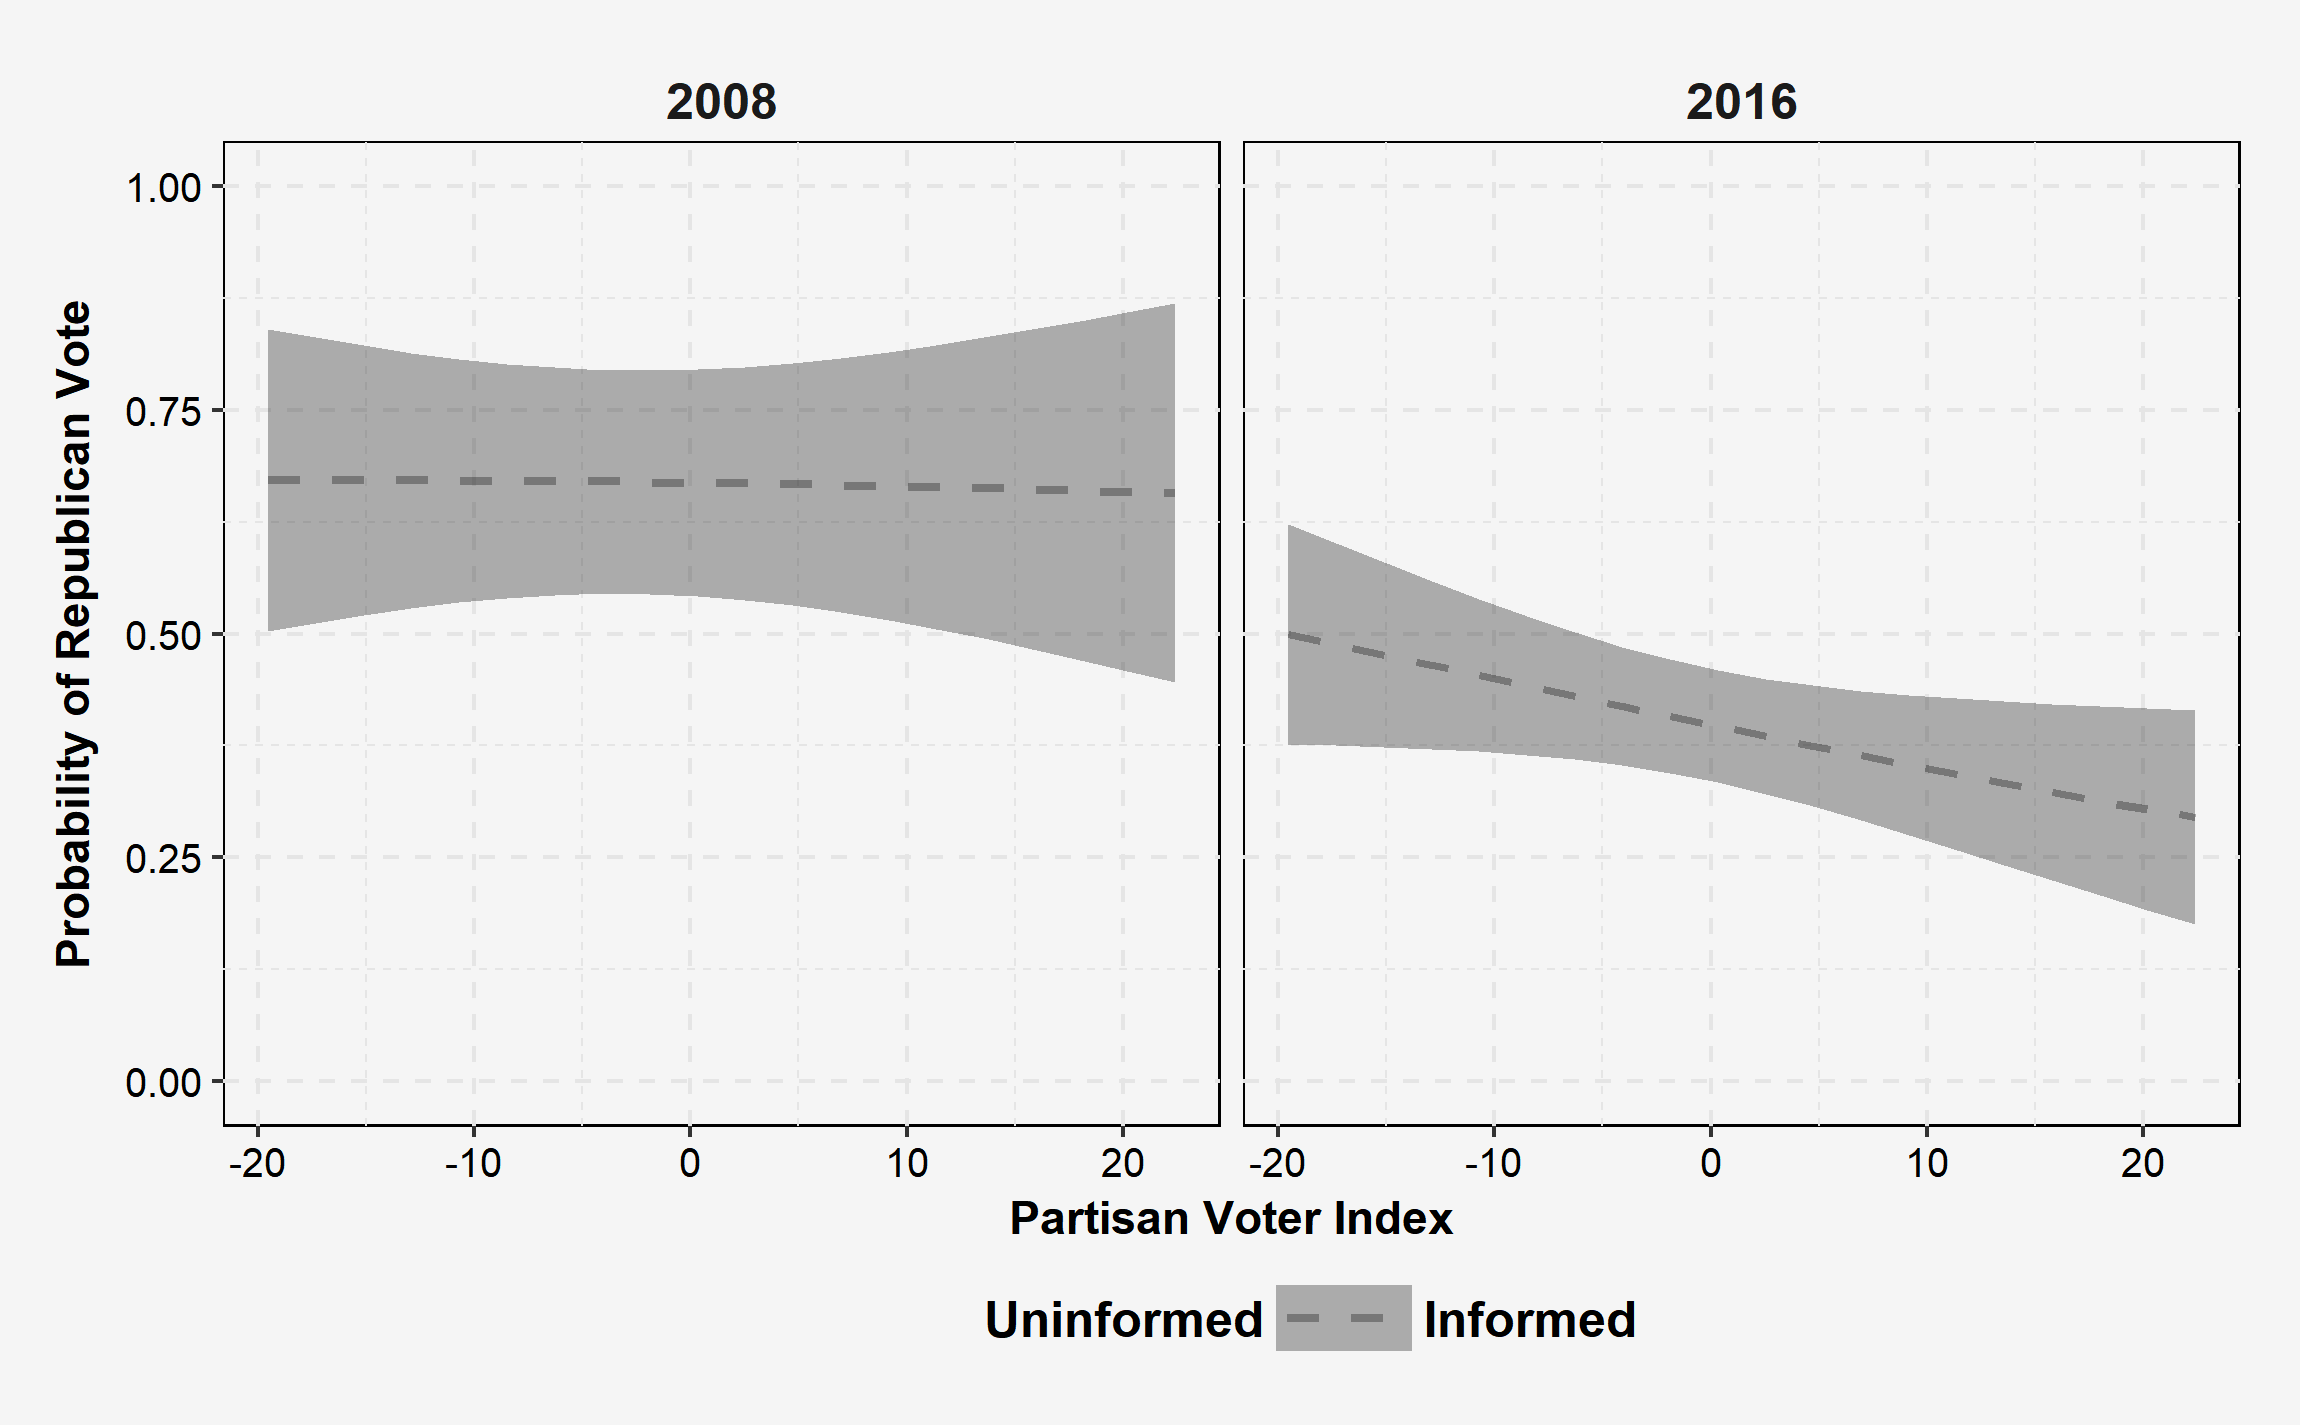 2008 2016
Probability of Republican Vote
1.00
0.75
0.50
0.25
0.00
-20 -10 0 10 20 -20 -10 0 10 20
Partisan Voter Index
Uninformed Informed